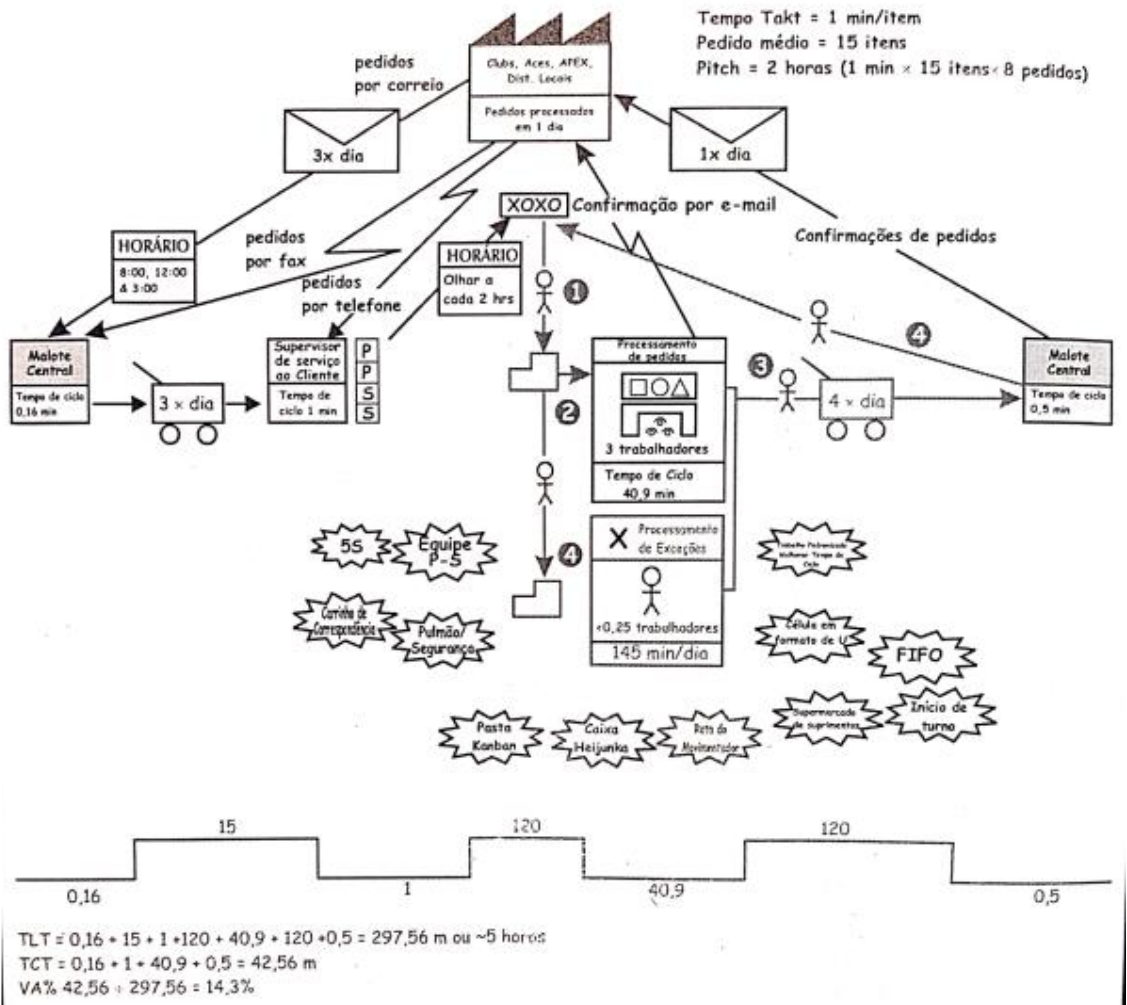 Tempo Takt = 1 min/item
Pedido médio = 15 itens
Pitch = 2 horas (1 min × 15 itens × 8 pedidos)
Clubs, Aces, APEX,
Dist. Locais
Pedidos processados
em 1 dia
pedidos
por correio
3x dia
1x dia
XOXO
Confirmação por e-mail
Confirmações de pedidos
HORÁRIO
8:00, 12:00
& 3:00
pedidos
por fax
HORÁRIO
Olhar a
cada 2 hrs
pedidos
por telefone
1
Malote
Central
Tempo de ciclo
0,16 min
3 × dia
Supervisor
de serviço
ao Cliente
Tempo de
ciclo 1 min
P
P
S
S
2
Processamento
de pedidos
3 trabalhadores
Tempo de Ciclo
40,9 min
3
4 × dia
4
Malote
Central
Tempo de ciclo
0,5 min
4
X Processamento
de Exceções
<0,25 trabalhadores
145 min/dia
5S
Equipe
P-S
Carrinho de
Correspondência
Pulmão/
Segurança
Trabalho Padronizado
Melhorar Tempo de
Ciclo
Célula em
formato de U
FIFO
Supermercado
de suprimentos
Início de
turno
Pasta
Kanban
Caixa
Heijunka
Rota do
Movimentador
15
120
120
0,16
1
40,9
0,5
TLT = 0,16 + 15 + 1 +120 + 40,9 + 120 +0,5 = 297,56 m ou ~5 horas
TCT = 0,16 + 1 + 40,9 + 0,5 = 42,56 m
VA% 42,56 ÷ 297,56 = 14,3%